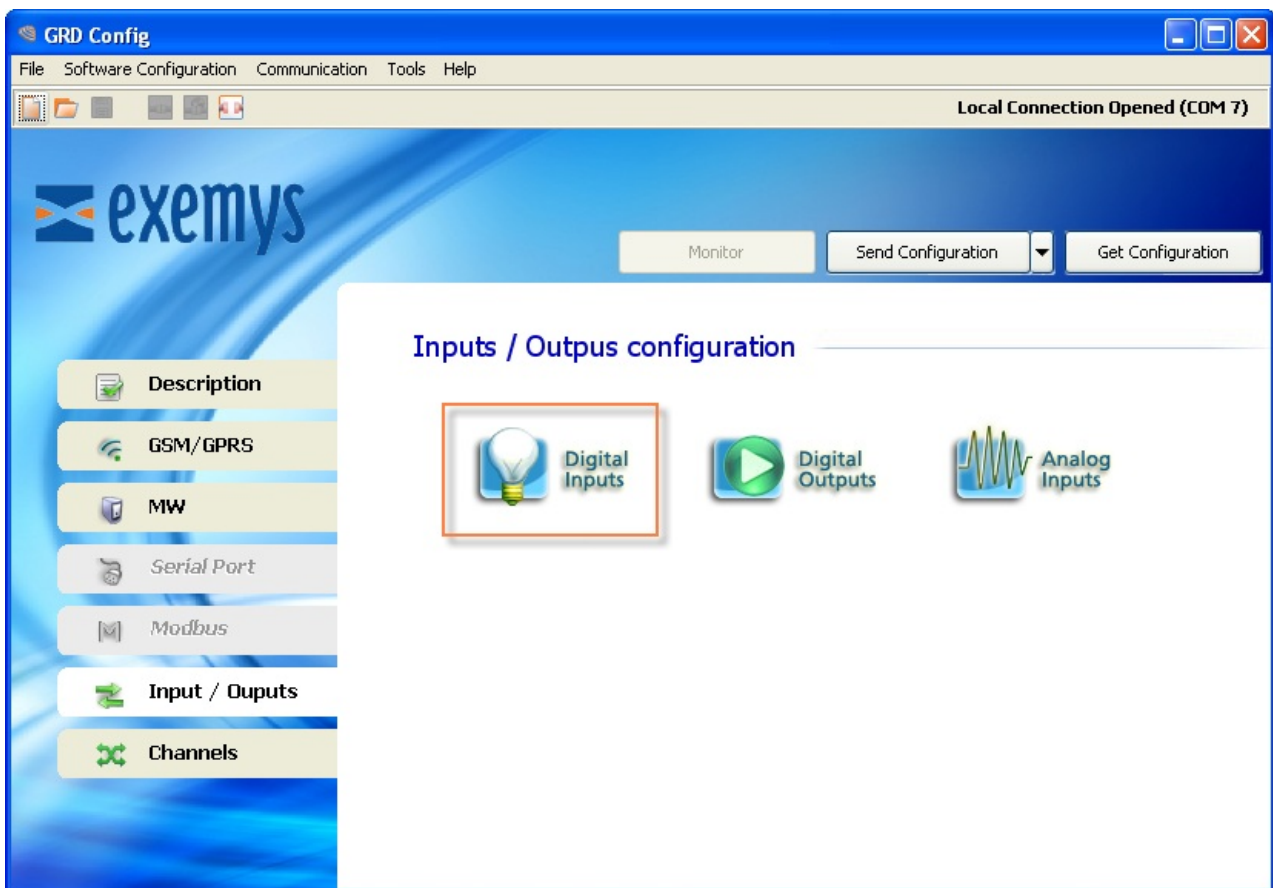 GRD Config
File Software Configuration Communication Tools Help
Local Connection Opened (COM 7)
exemys
Monitor Send Configuration Get Configuration
Inputs / Outpus configuration
Description
GSM/GPRS
MW
Serial Port
Modbus
Input / Ouputs
Channels
Digital
Inputs
Digital
Outputs
Analog
Inputs